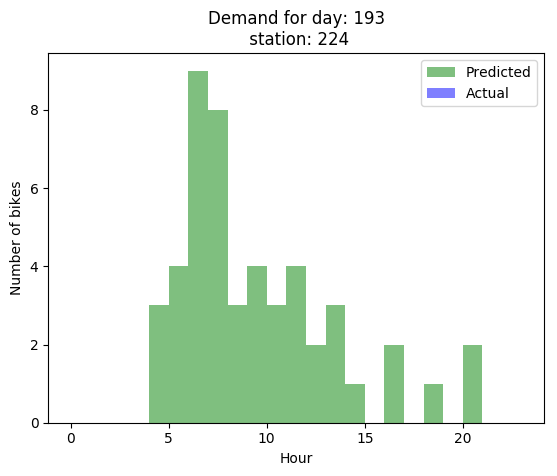 Demand for day: 193
station: 224
Predicted
Actual
Number of bikes
8
6
4
2
0
0
5
10
15
20
Hour